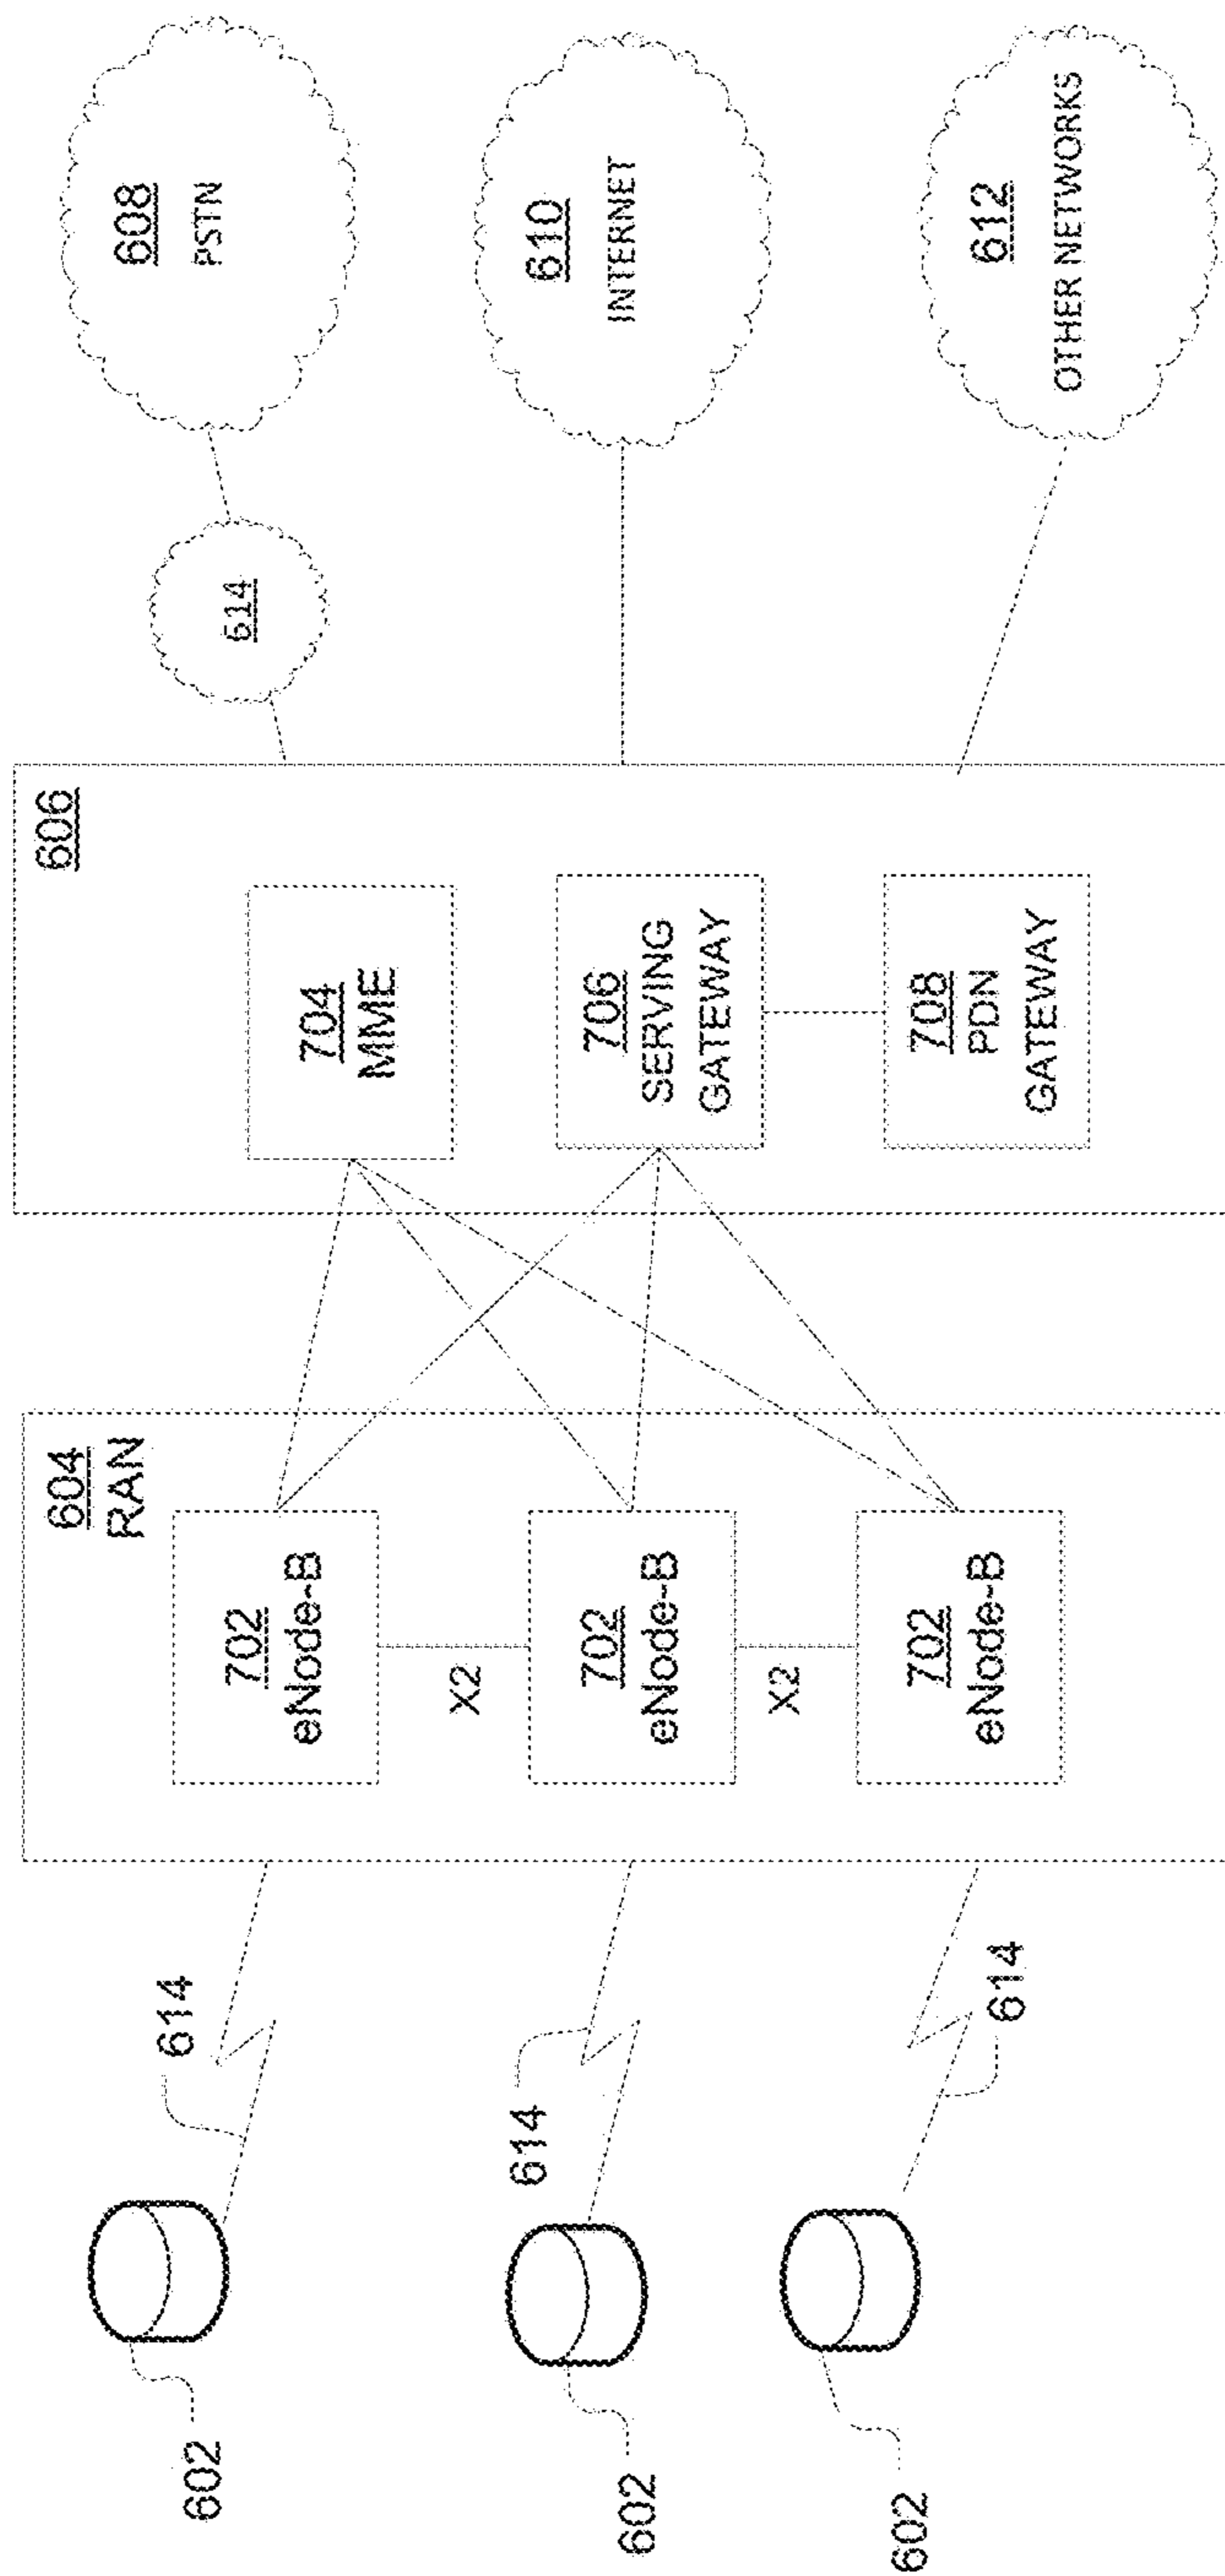 602
602
602
614
614
614
604
RAN
702
eNode-B
X2
702
eNode-B
X2
702
eNode-B
606
704
MME
706
SERVING
GATEWAY
708
PDN
GATEWAY
614
608
PSTN
610
INTERNET
612
OTHER NETWORKS